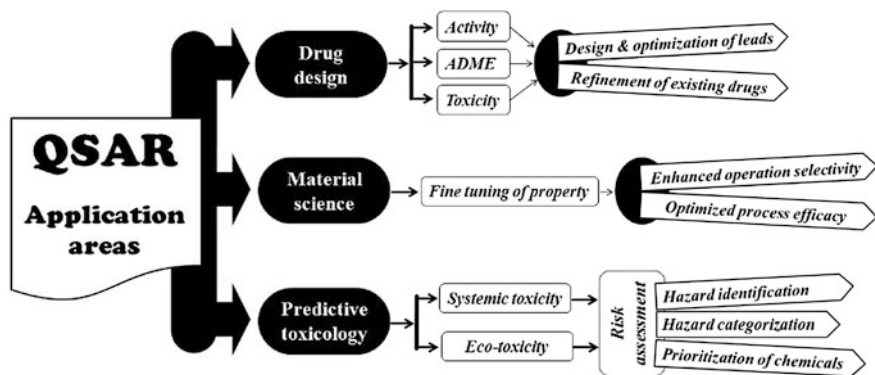 QSAR
Application
areas
Drug
design
Activity
ADME
Toxicity
Design & optimization of leads
Refinement of existing drugs
Material
science
Fine tuning of property
Enhanced operation selectivity
Optimized process efficacy
Predictive
toxicology
Systemic toxicity
Eco-toxicity
Risk
assessment
Hazard identification
Hazard categorization
Prioritization of chemicals